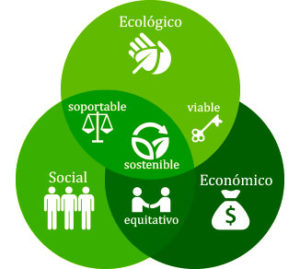 Ecológico
soportable
viable
sostenible
Social
Económico
equitativo
$